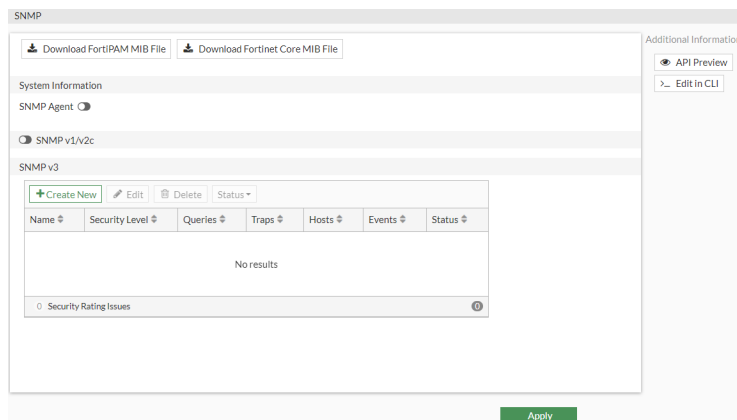 SNMP
Additional Information
Download FortiPAM MIB File Download Fortinet Core MIB File
API Preview
>_ Edit in CLI
System Information
SNMP Agent
SNMP v1/v2c
SNMP v3
+Create New Edit Delete Status
Name Security Level Queries Traps Hosts Events Status
No results
0 Security Rating Issues 0
Apply